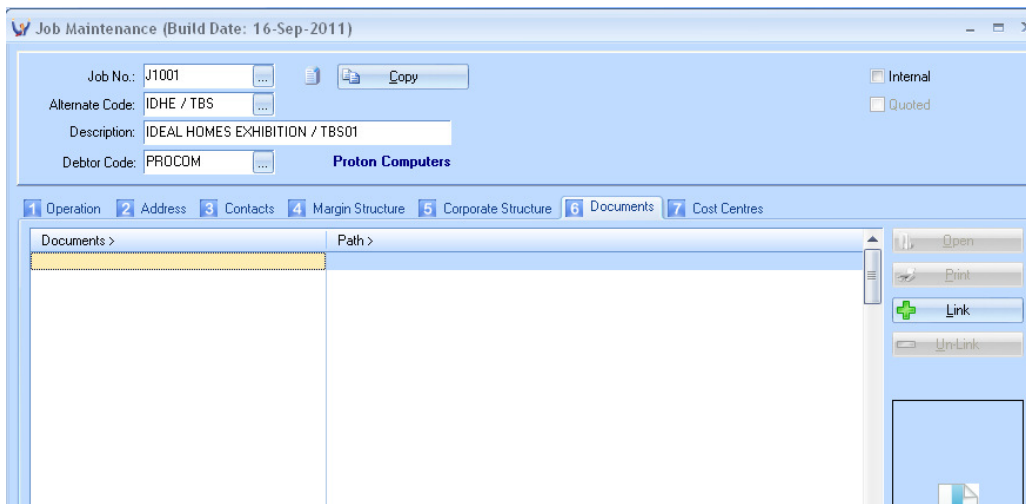 Job Maintenance (Build Date: 16-Sep-2011)
Job No.: J1001 ... Copy Internal
Alternate Code: IDHE / TBS ... Quoted
Description: IDEAL HOMES EXHIBITION / TBS01
Debtor Code: PROCOM ... Proton Computers
1 Operation 2 Address 3 Contacts 4 Margin Structure 5 Corporate Structure 6 Documents 7 Cost Centres
Documents > Path > Open
Print
Link
Un-Link